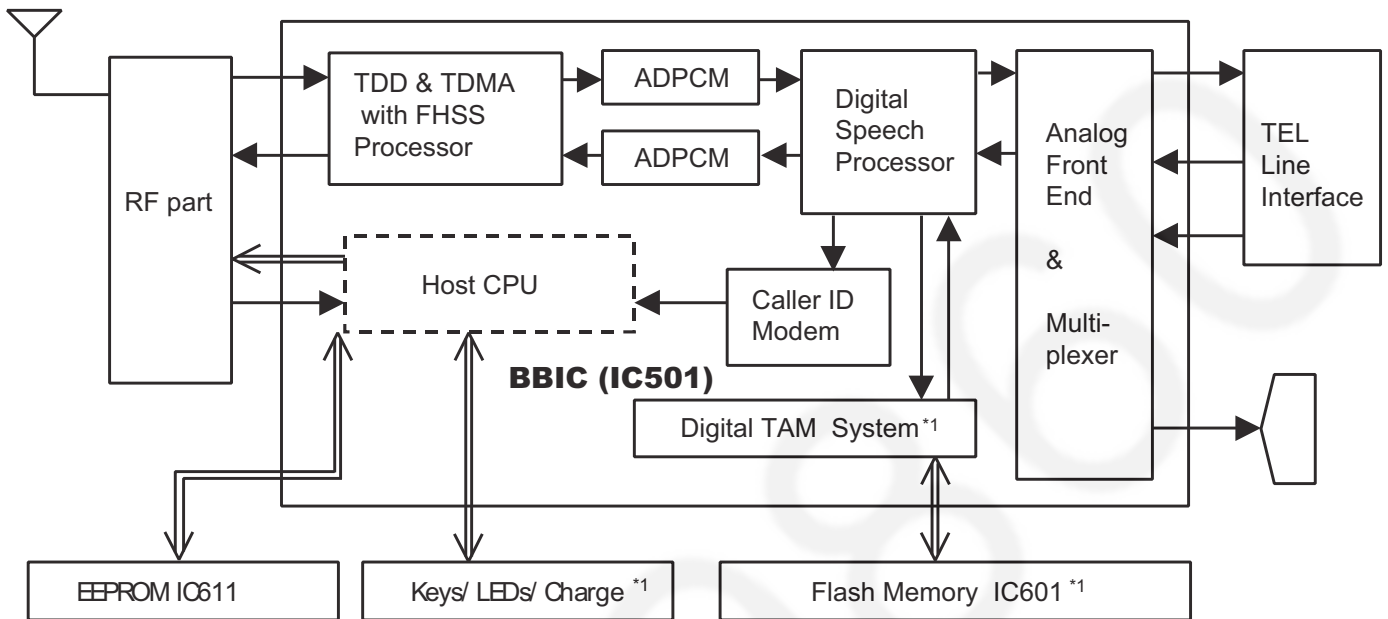 RF part
TDD & TDMA
with FHSS
Processor
ADPCM
ADPCM
Digital
Speech
Processor
Analog
Front
End
&
Multi-
plexer
TEL
Line
Interface
Host CPU
Caller ID
Modem
BBIC (IC501)
Digital TAM System*1
EEPROM IC611
Keys/ LEDs/ Charge *1
Flash Memory IC601 *1